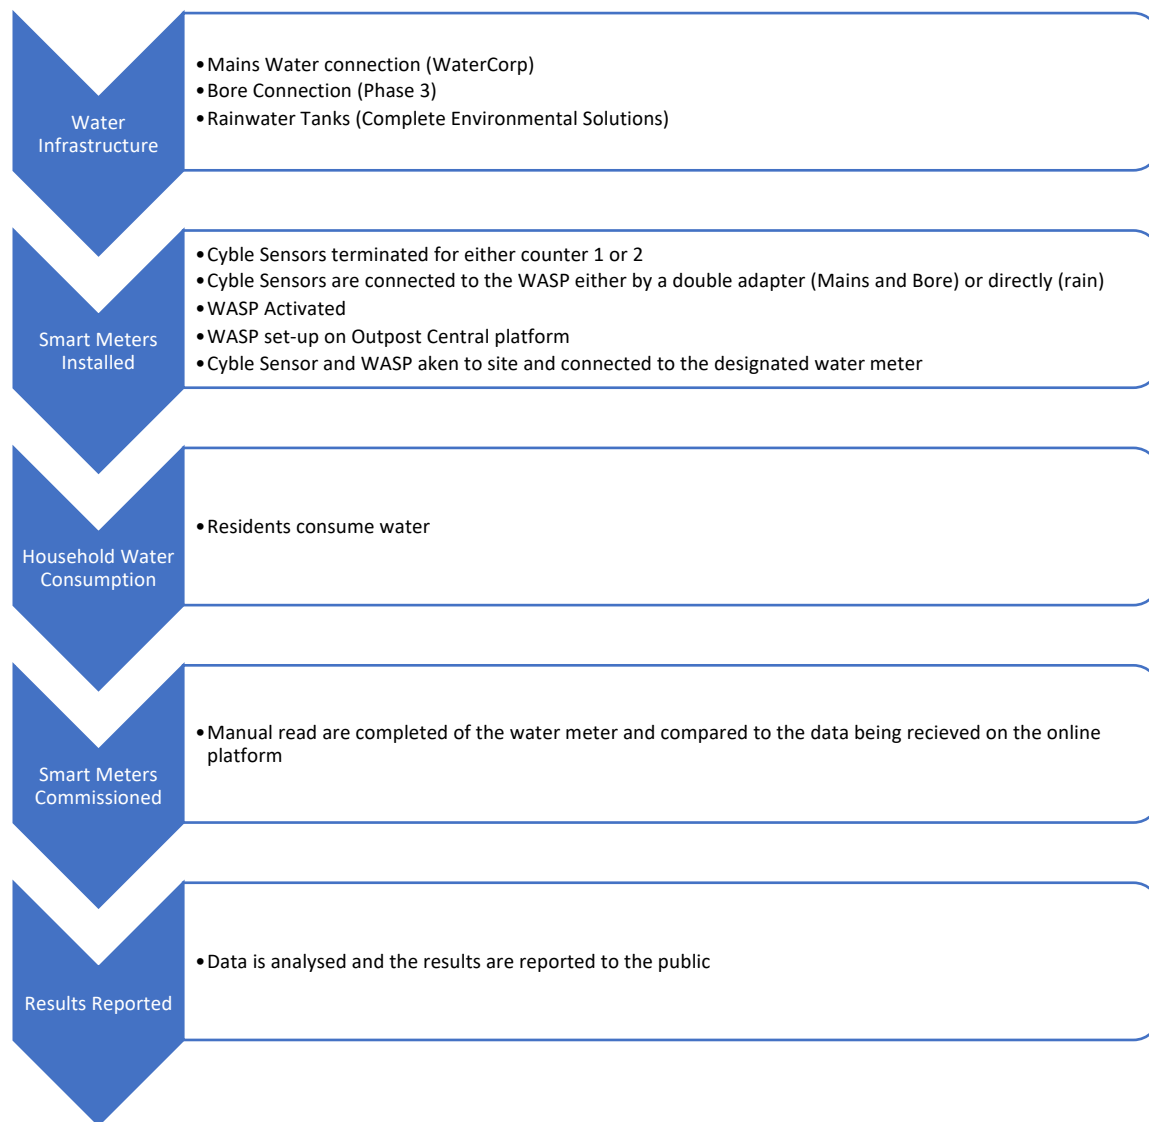 Water
Infrastructure
•Mains Water connection (WaterCorp)
•Bore Connection (Phase 3)
•Rainwater Tanks (Complete Environmental Solutions)
Smart Meters
Installed
•Cyble Sensors terminated for either counter 1 or 2
•Cyble Sensors are connected to the WASP either by a double adapter (Mains and Bore) or directly (rain)
•WASP Activated
•WASP set-up on Outpost Central platform
•Cyble Sensor and WASP aken to site and connected to the designated water meter
Household Water
Consumption
•Residents consume water
Smart Meters
Commissioned
•Manual read are completed of the water meter and compared to the data being recieved on the online
platform
Results Reported
•Data is analysed and the results are reported to the public